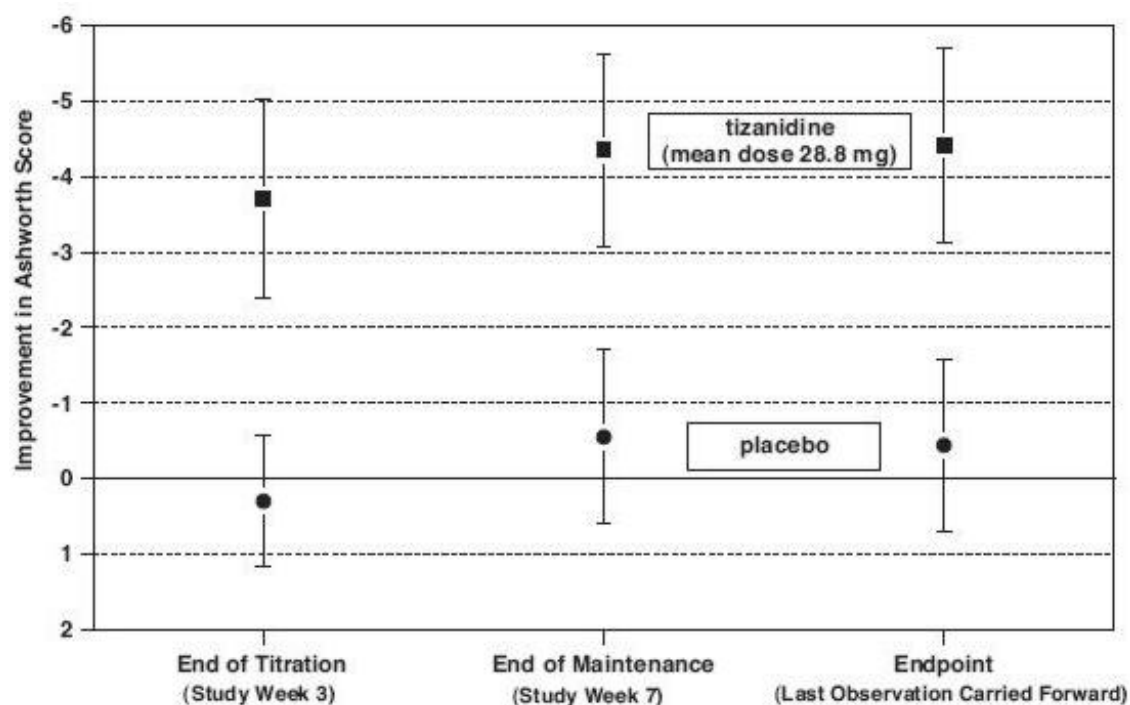 Improvement in Ashworth Score
-6
-5
-4
-3
-2
-1
0
1
2
tizanidine
(mean dose 28.8 mg)
placebo
End of Titration
(Study Week 3)
End of Maintenance
(Study Week 7)
Endpoint
(Last Observation Carried Forward)